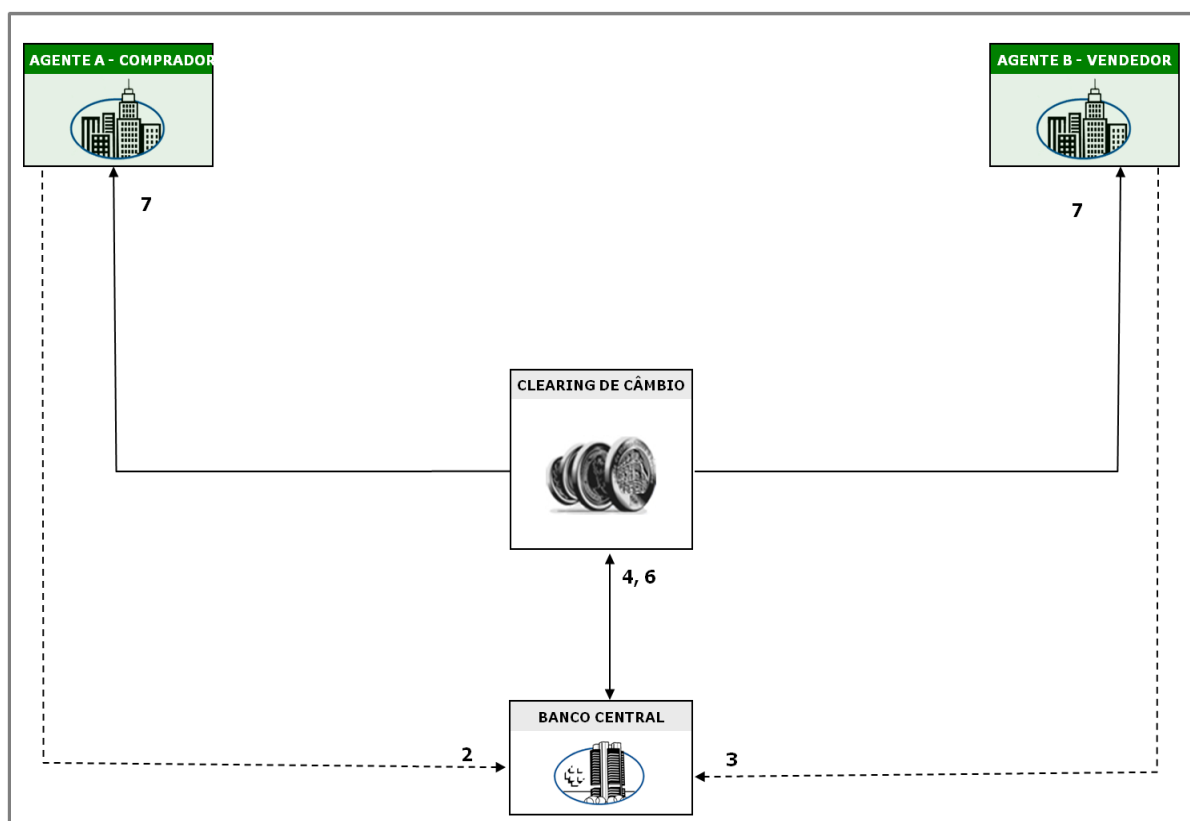 AGENTE A - COMPRADOR
AGENTE B - VENDEDOR
7
7
CLEARING DE CÂMBIO
4, 6
BANCO CENTRAL
2
3